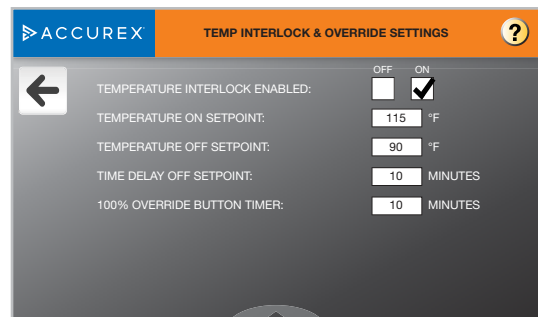 ACCUREX
TEMP INTERLOCK & OVERRIDE SETTINGS
?
OFF ON
TEMPERATURE INTERLOCK ENABLED:
TEMPERATURE ON SETPOINT: 115 °F
TEMPERATURE OFF SETPOINT: 90 °F
TIME DELAY OFF SETPOINT: 10 MINUTES
100% OVERRIDE BUTTON TIMER: 10 MINUTES